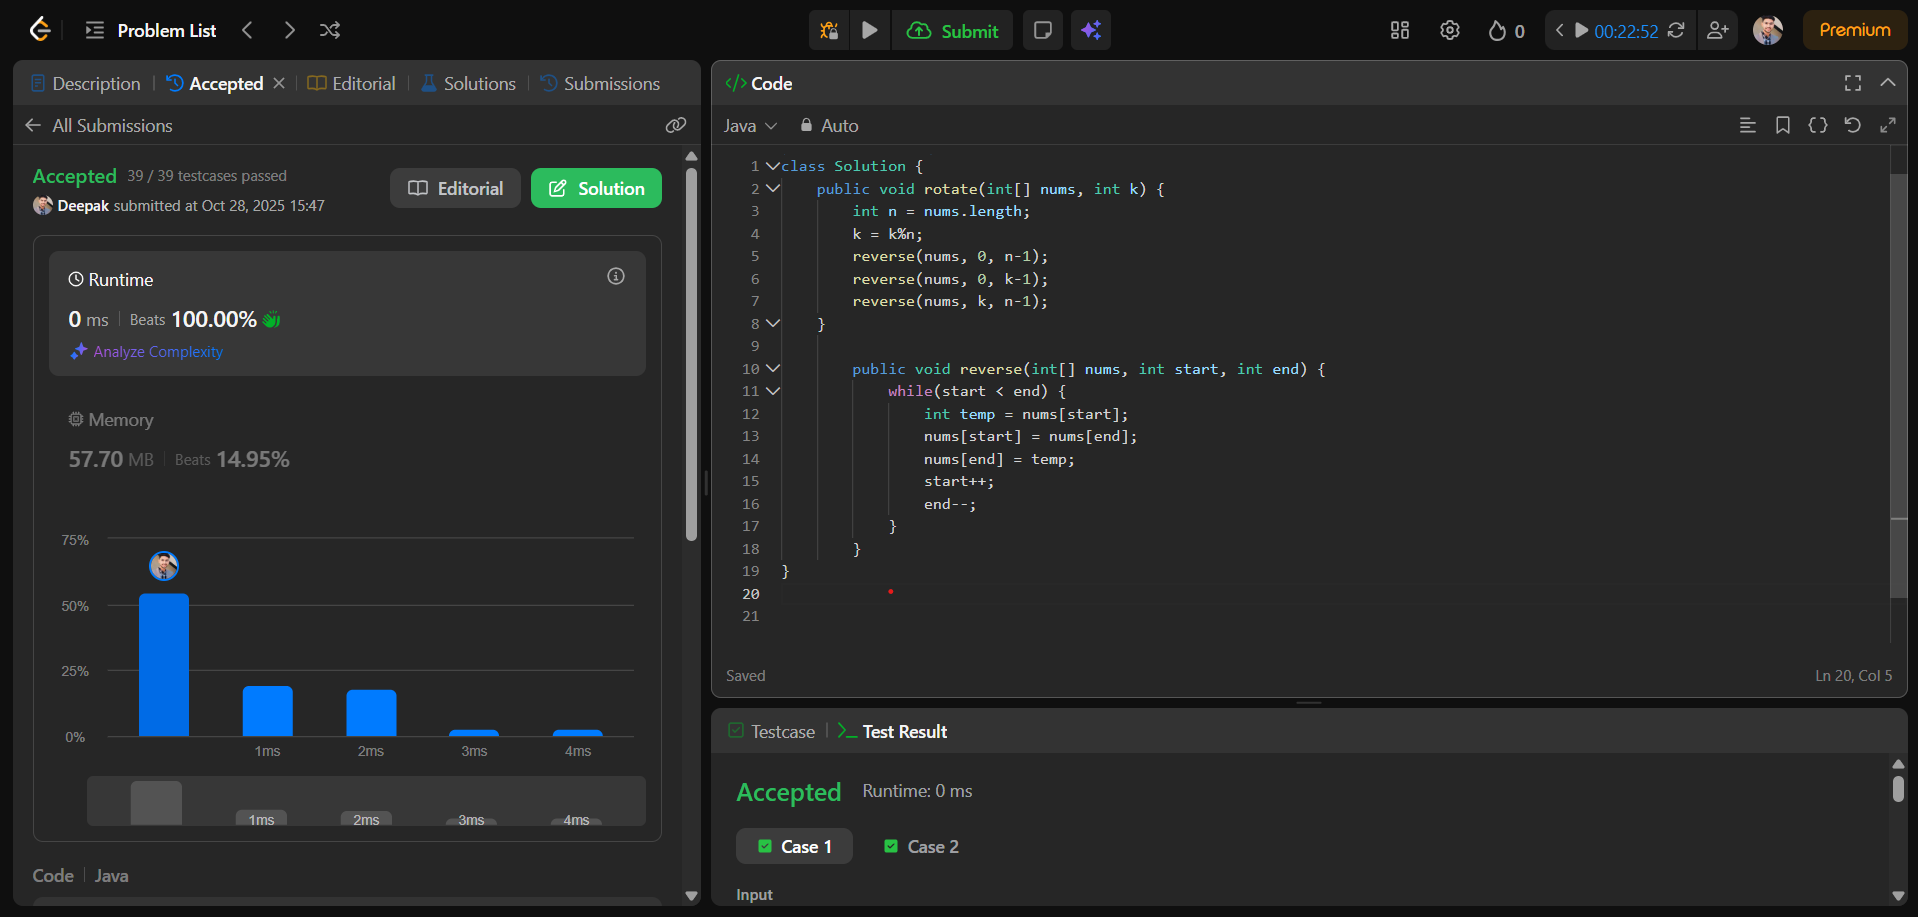 Problem List
Submit
0
00:22:52
Premium
Description
Accepted
Editorial
Solutions
Submissions
All Submissions
Accepted 39 / 39 testcases passed
Deepak submitted at Oct 28, 2025 15:47
Editorial
Solution
Runtime
0 ms Beats 100.00%
Analyze Complexity
Memory
57.70 MB Beats 14.95%
75%
50%
25%
0%
1ms 2ms 3ms 4ms
1ms 2ms 3ms 4ms
Code Java
</> Code
Java Auto
1 class Solution {
2 public void rotate(int[] nums, int k) {
3 int n = nums.length;
4 k = k%n;
5 reverse(nums, 0, n-1);
6 reverse(nums, 0, k-1);
7 reverse(nums, k, n-1);
8 }
9
10 public void reverse(int[] nums, int start, int end) {
11 while(start < end) {
12 int temp = nums[start];
13 nums[start] = nums[end];
14 nums[end] = temp;
15 start++;
16 end--;
17 }
18 }
19 }
20
21
Saved
Ln 20, Col 5
Testcase
Test Result
Accepted Runtime: 0 ms
Case 1
Case 2
Input